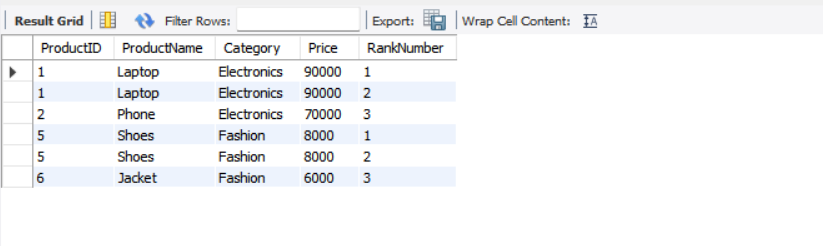 Result Grid Filter Rows: Export: Wrap Cell Content: IA
ProductID ProductName Category Price RankNumber
1 Laptop Electronics 90000 1
1 Laptop Electronics 90000 2
2 Phone Electronics 70000 3
5 Shoes Fashion 8000 1
5 Shoes Fashion 8000 2
6 Jacket Fashion 6000 3